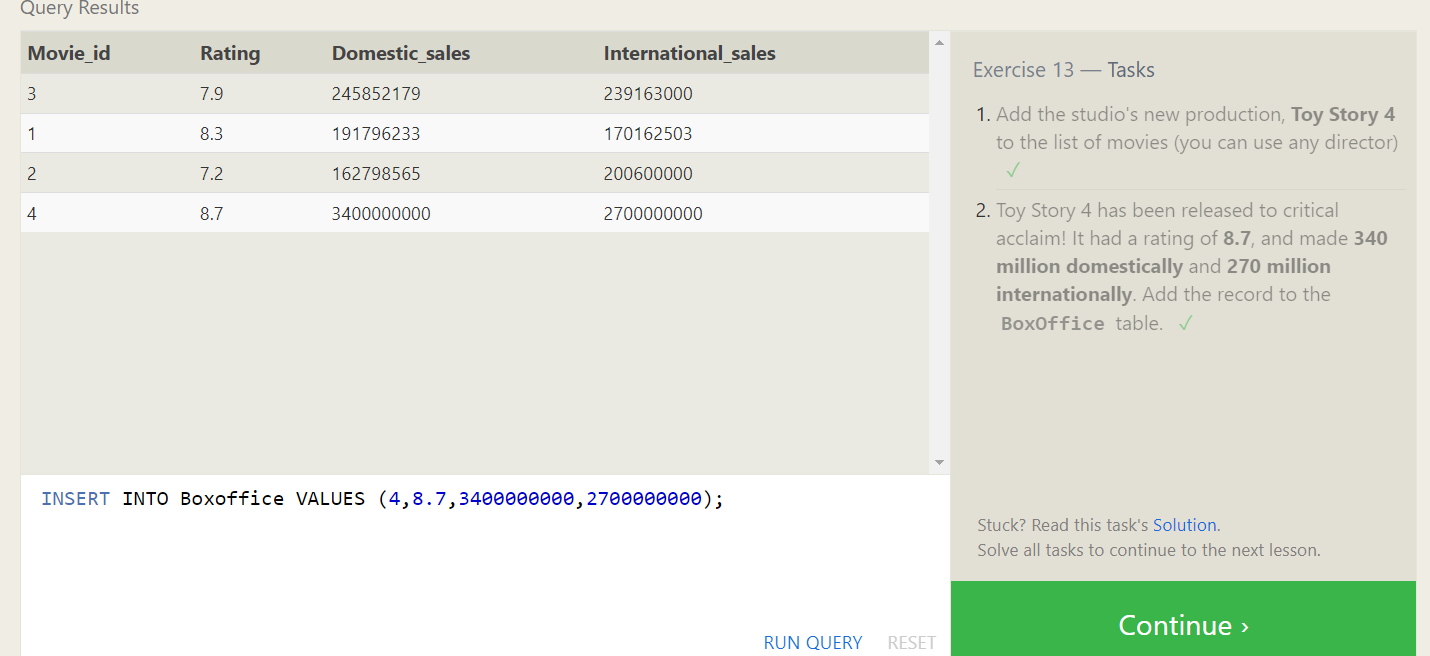 Query Results
Movie_id Rating Domestic_sales International_sales
3 7.9 245852179 239163000
1 8.3 191796233 170162503
2 7.2 162798565 200600000
4 8.7 3400000000 2700000000
INSERT INTO Boxoffice VALUES (4,8.7,3400000000,2700000000);
RUN QUERY RESET
Exercise 13 — Tasks
1. Add the studio's new production, Toy Story 4
to the list of movies (you can use any director)
✓
2. Toy Story 4 has been released to critical
acclaim! It had a rating of 8.7, and made 340
million domestically and 270 million
internationally. Add the record to the
BoxOffice table. ✓
Stuck? Read this task's Solution.
Solve all tasks to continue to the next lesson.
Continue ›